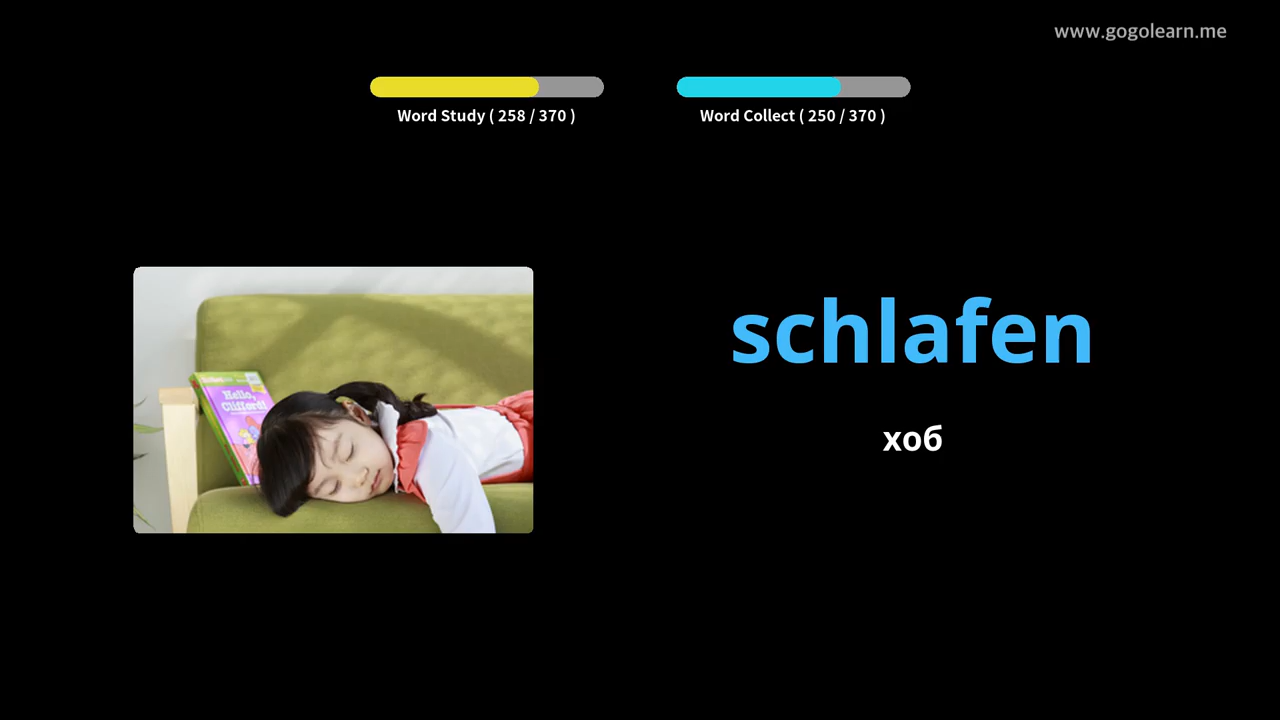 www.gogolearn.me
Word Study ( 258 / 370 )
Word Collect ( 250 / 370 )
schlafen
хоб
Hello,
Clifford!